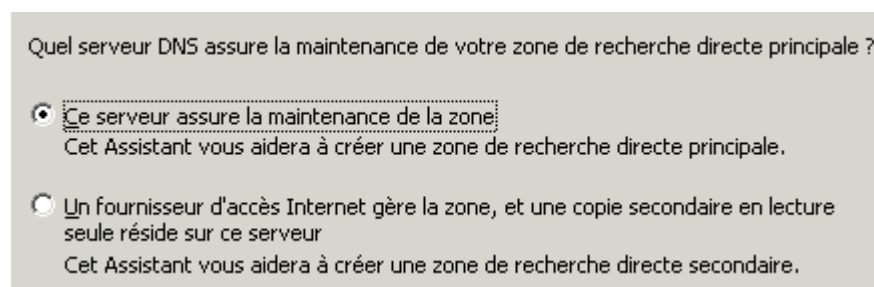 Quel serveur DNS assure la maintenance de votre zone de recherche directe principale ?
Ce serveur assure la maintenance de la zone
Cet Assistant vous aidera à créer une zone de recherche directe principale.
Un fournisseur d'accès Internet gère la zone, et une copie secondaire en lecture
seule réside sur ce serveur
Cet Assistant vous aidera à créer une zone de recherche directe secondaire.